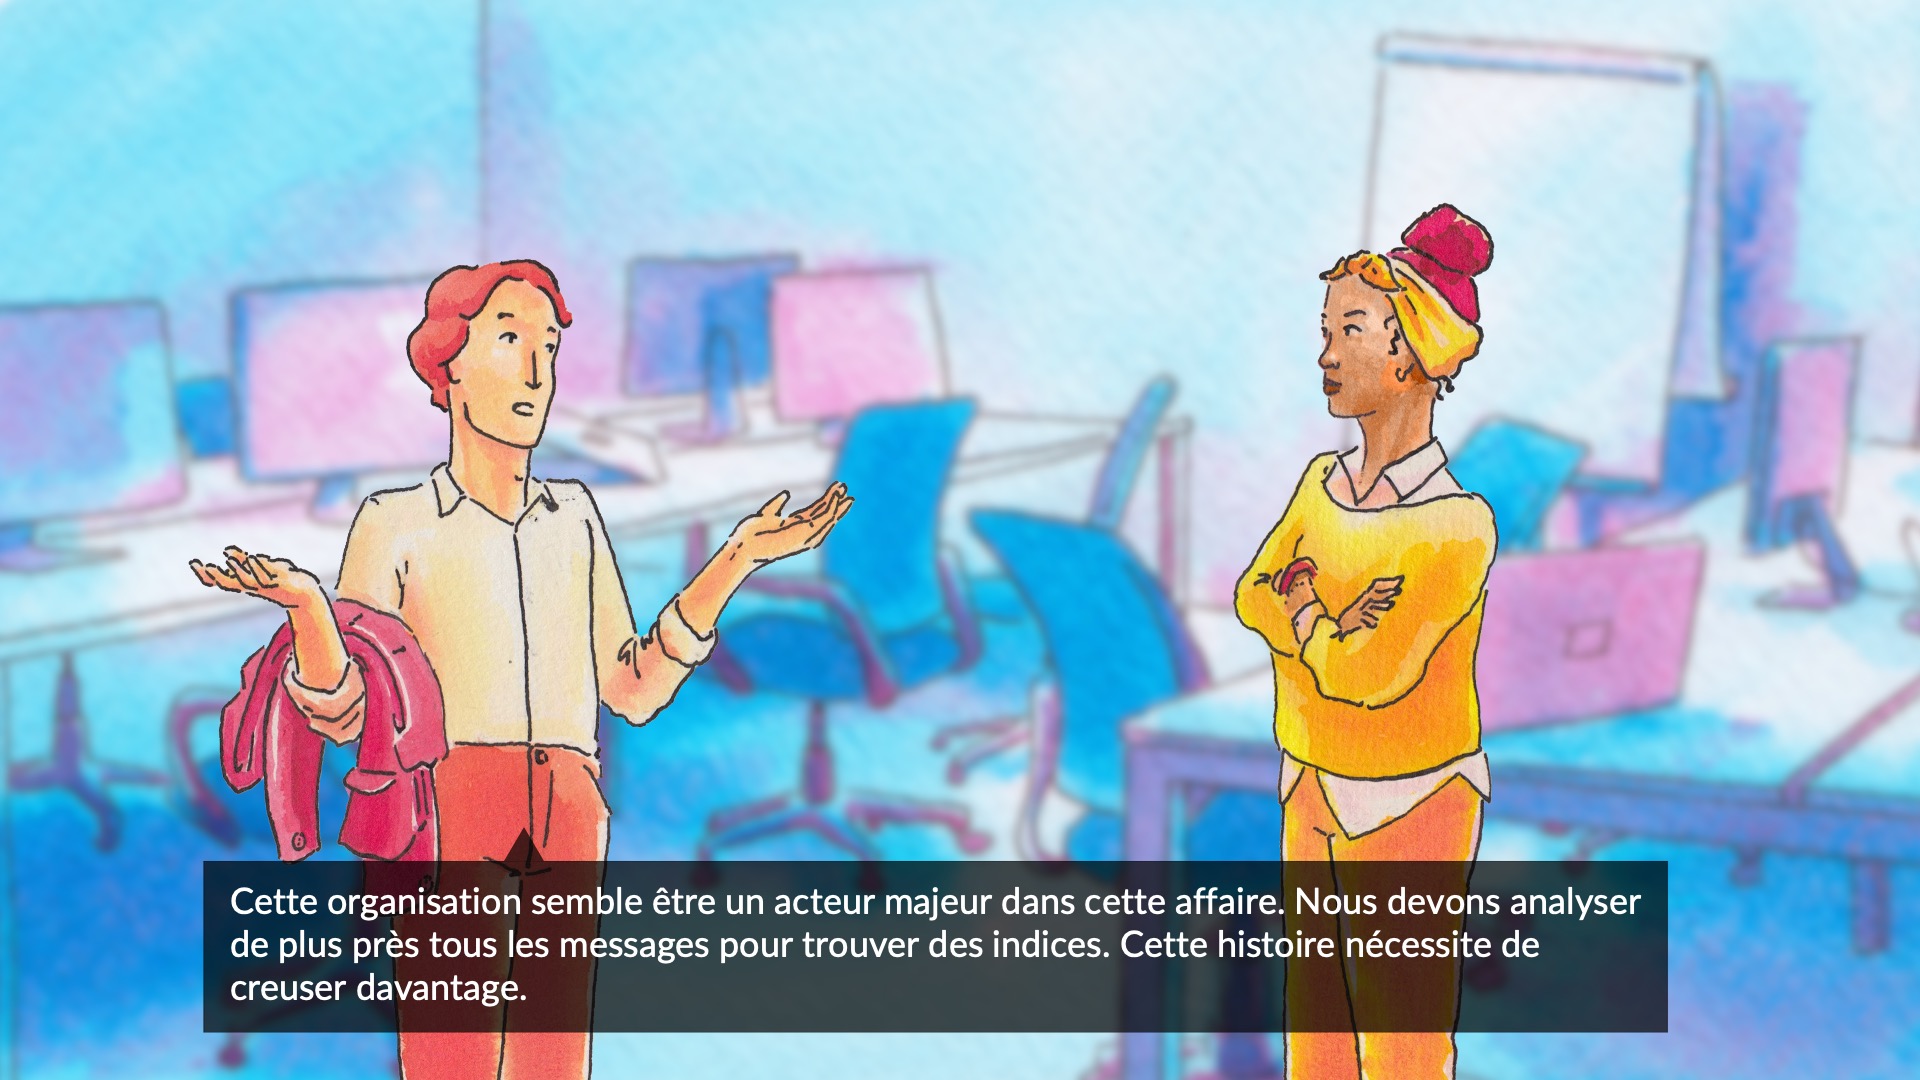 Cette organisation semble être un acteur majeur dans cette affaire. Nous devons analyser
de plus près tous les messages pour trouver des indices. Cette histoire nécessite de
creuser davantage.